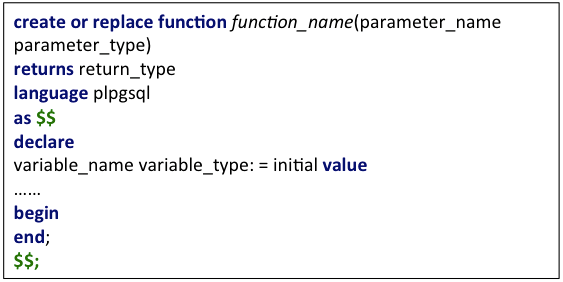 create or replace function function_name(parameter_name
parameter_type)
returns return_type
language plpgsql
as $$
declare
variable_name variable_type: = initial value
......
begin
end;
$$;